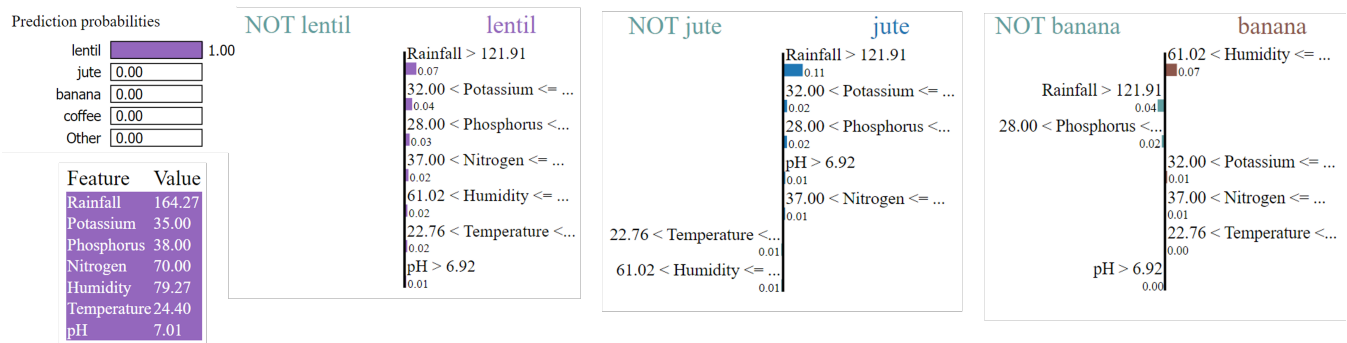 Prediction probabilities
lentil 1.00
jute 0.00
banana 0.00
coffee 0.00
Other 0.00
Feature Value
Rainfall 164.27
Potassium 35.00
Phosphorus 38.00
Nitrogen 70.00
Humidity 79.27
Temperature 24.40
pH 7.01
NOT lentil lentil
Rainfall > 121.91
0.07
32.00 < Potassium <= ...
0.04
28.00 < Phosphorus <...
0.03
37.00 < Nitrogen <= ...
0.02
61.02 < Humidity <= ...
0.02
22.76 < Temperature <...
0.02
pH > 6.92
0.01
NOT jute jute
Rainfall > 121.91
0.11
32.00 < Potassium <= ...
0.02
28.00 < Phosphorus <...
0.02
pH > 6.92
0.01
37.00 < Nitrogen <= ...
0.01
22.76 < Temperature <...
0.01
61.02 < Humidity <= ...
0.01
NOT banana banana
61.02 < Humidity <= ...
0.07
Rainfall > 121.91
0.04
28.00 < Phosphorus <...
0.02
32.00 < Potassium <= ...
0.01
37.00 < Nitrogen <= ...
0.01
22.76 < Temperature <...
0.00
pH > 6.92
0.00